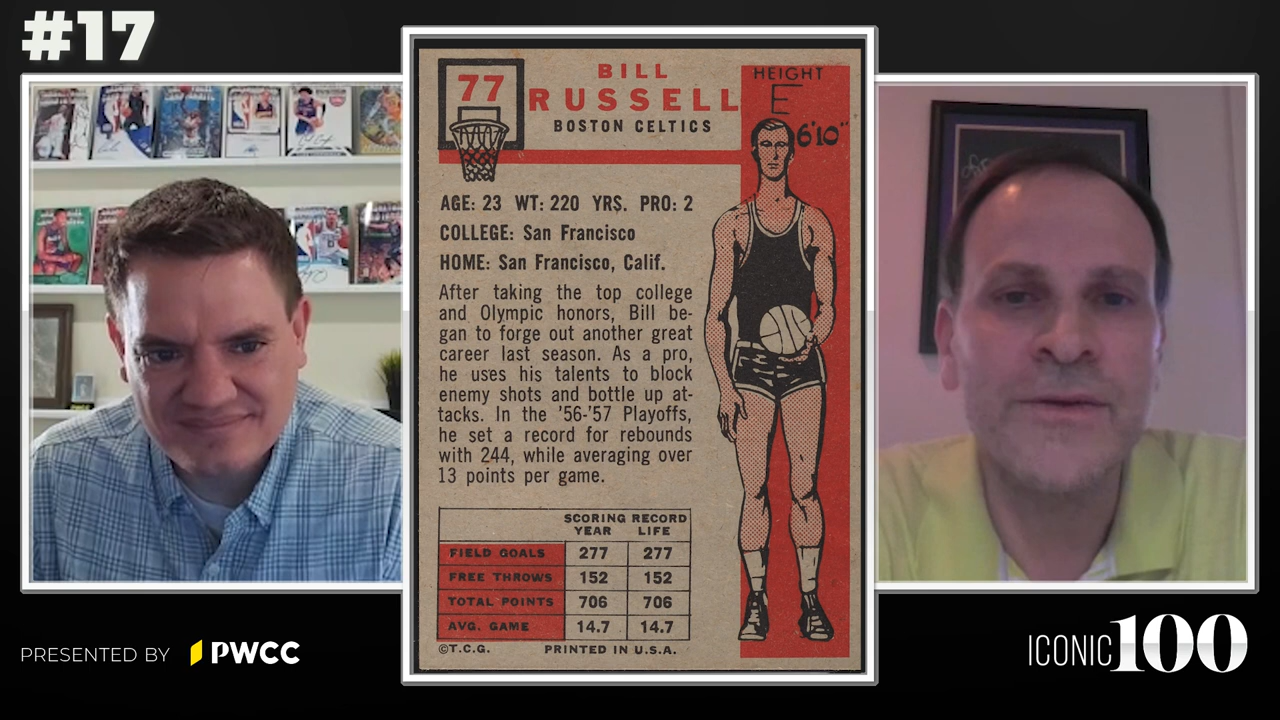 #17
77
BILL
RUSSELL
BOSTON CELTICS
HEIGHT
6'10"
AGE: 23 WT: 220 YRS. PRO: 2
COLLEGE: San Francisco
HOME: San Francisco, Calif.
After taking the top college
and Olympic honors, Bill be-
gan to forge out another great
career last season. As a pro,
he uses his talents to block
enemy shots and bottle up at-
tacks. In the '56-'57 Playoffs,
he set a record for rebounds
with 244, while averaging over
13 points per game.
SCORING RECORD
YEAR LIFE
FIELD GOALS 277 277
FREE THROWS 152 152
TOTAL POINTS 706 706
AVG. GAME 14.7 14.7
©T.C.G. PRINTED IN U.S.A.
PRESENTED BY PWCC
ICONIC 100